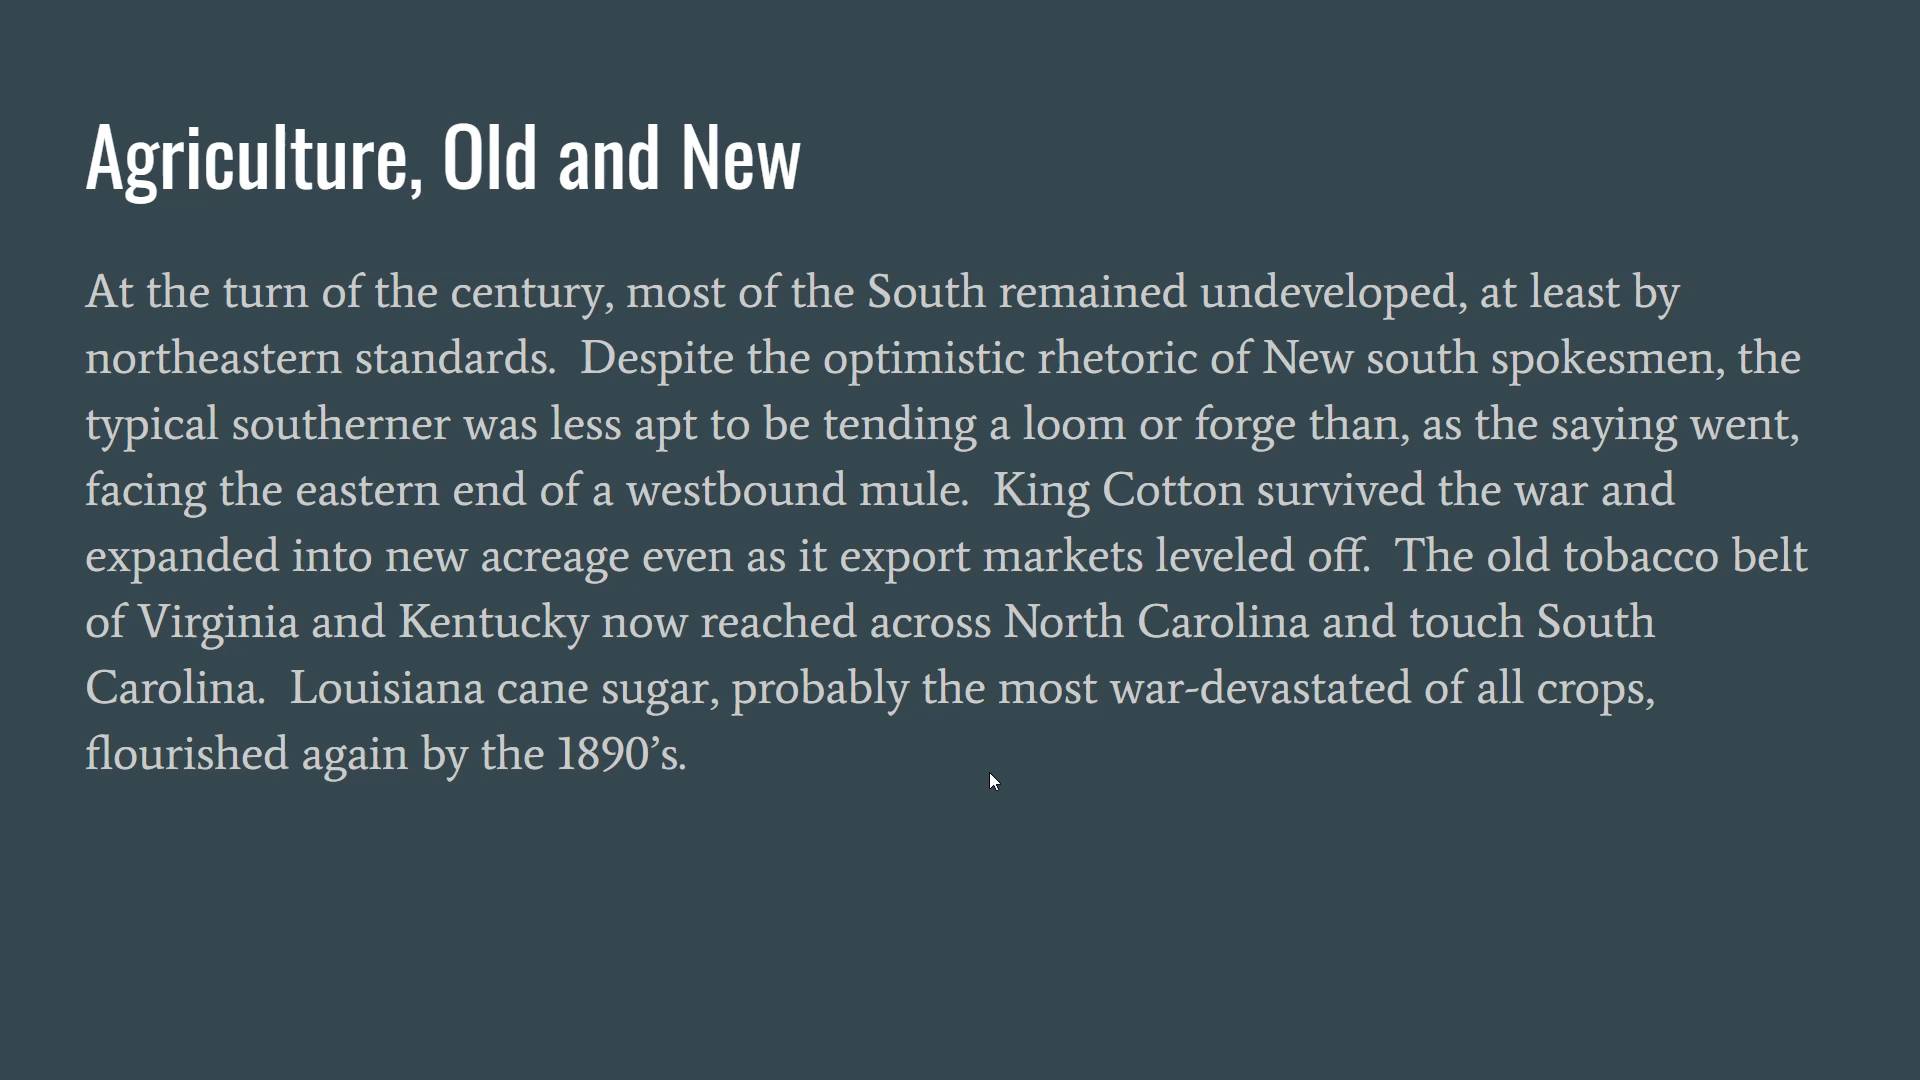 Agriculture, Old and New
At the turn of the century, most of the South remained undeveloped, at least by
northeastern standards.  Despite the optimistic rhetoric of New south spokesmen, the
typical southerner was less apt to be tending a loom or forge than, as the saying went,
facing the eastern end of a westbound mule.  King Cotton survived the war and
expanded into new acreage even as it export markets leveled off.  The old tobacco belt
of Virginia and Kentucky now reached across North Carolina and touch South
Carolina.  Louisiana cane sugar, probably the most war-devastated of all crops,
flourished again by the 1890’s.